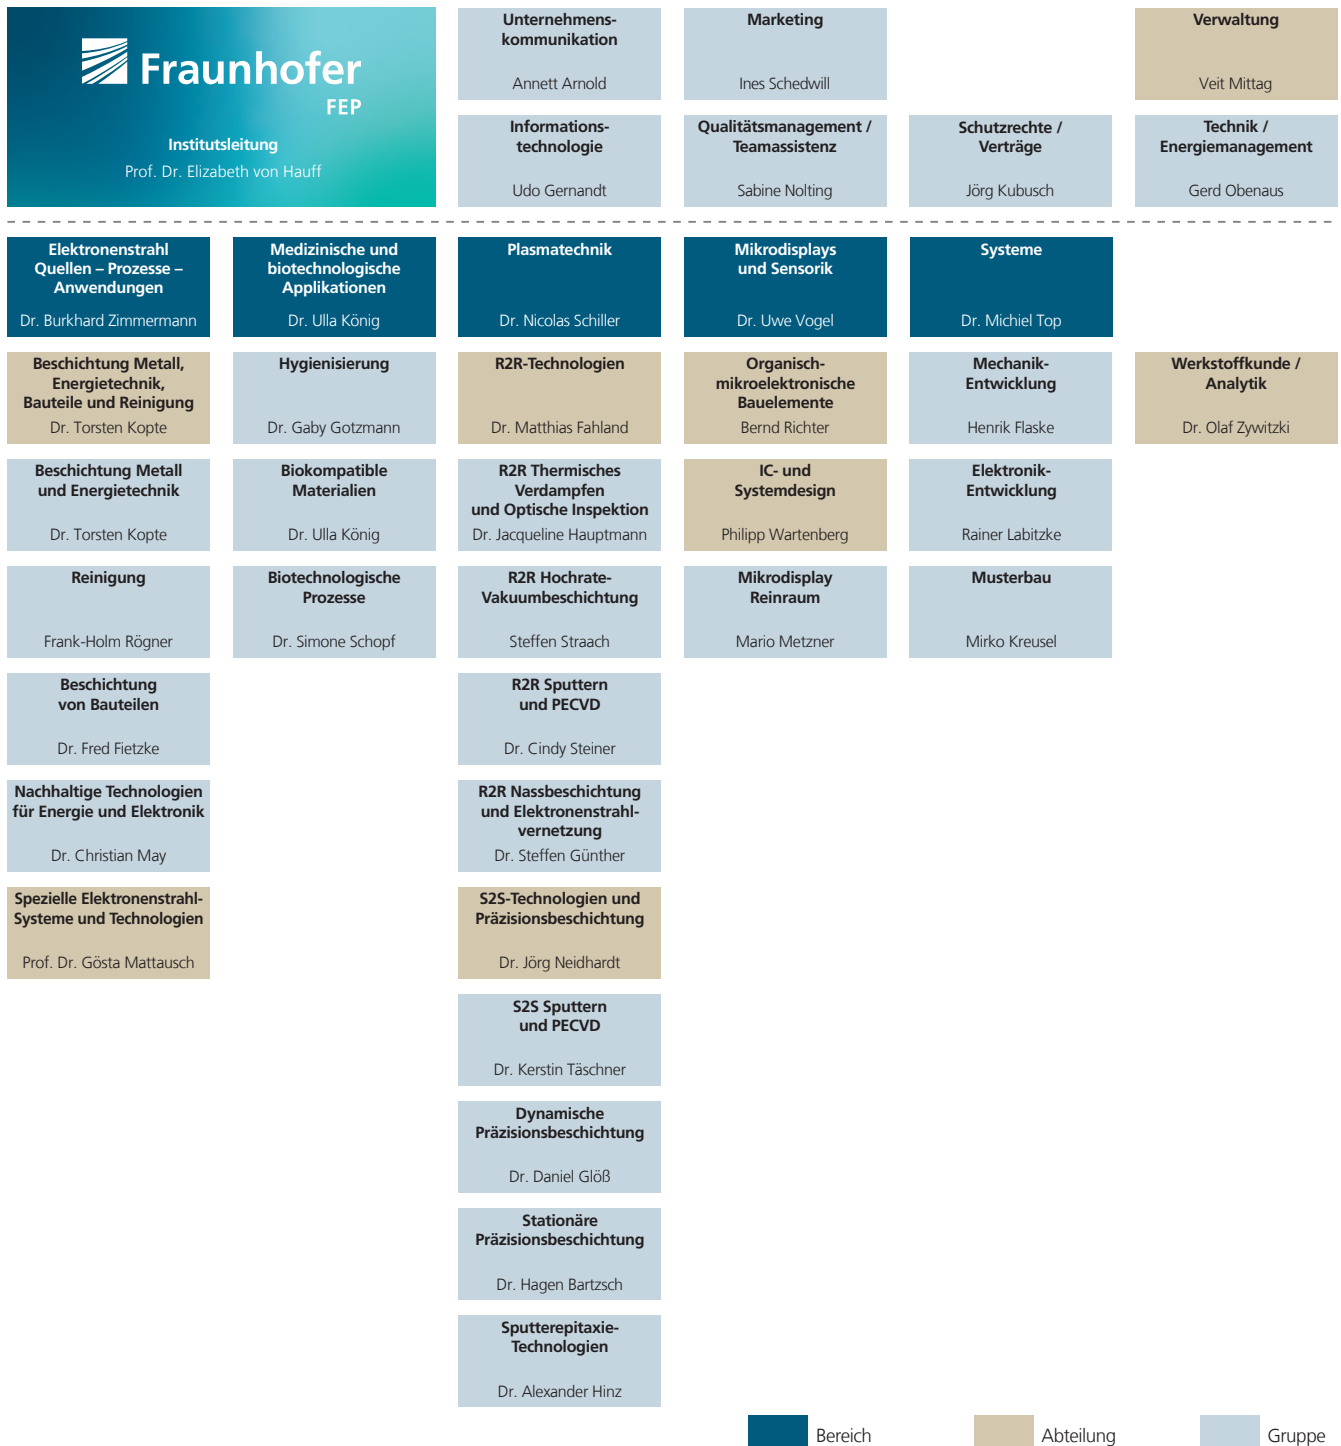 Fraunhofer
FEP
Institutsleitung
Prof. Dr. Elizabeth von Hauff
Unternehmens-
kommunikation
Annett Arnold
Marketing
Ines Schedwill
Verwaltung
Veit Mittag
Informations-
technologie
Udo Gernandt
Qualitätsmanagement /
Teamassistenz
Sabine Nolting
Schutzrechte /
Verträge
Jörg Kubusch
Technik /
Energiemanagement
Gerd Obenaus
Elektronenstrahl
Quellen – Prozesse –
Anwendungen
Dr. Burkhard Zimmermann
Medizinische und
biotechnologische
Applikationen
Dr. Ulla König
Plasmatechnik
Dr. Nicolas Schiller
Mikrodisplays
und Sensorik
Dr. Uwe Vogel
Systeme
Dr. Michiel Top
Beschichtung Metall,
Energietechnik,
Bauteile und Reinigung
Dr. Torsten Kopte
Hygienisierung
Dr. Gaby Gotzmann
R2R-Technologien
Dr. Matthias Fahland
Organisch-
mikroelektronische
Bauelemente
Bernd Richter
Mechanik-
Entwicklung
Henrik Flaske
Werkstoffkunde /
Analytik
Dr. Olaf Zywitzki
Beschichtung Metall
und Energietechnik
Dr. Torsten Kopte
Biokompatible
Materialien
Dr. Ulla König
R2R Thermisches
Verdampfen
und Optische Inspektion
Dr. Jacqueline Hauptmann
IC- und
Systemdesign
Philipp Wartenberg
Elektronik-
Entwicklung
Rainer Labitzke
Reinigung
Frank-Holm Rögner
Biotechnologische
Prozesse
Dr. Simone Schopf
R2R Hochrate-
Vakuumbeschichtung
Steffen Straach
Mikrodisplay
Reinraum
Mario Metzner
Musterbau
Mirko Kreusel
Beschichtung
von Bauteilen
Dr. Fred Fietzke
R2R Sputtern
und PECVD
Dr. Cindy Steiner
Nachhaltige Technologien
für Energie und Elektronik
Dr. Christian May
R2R Nassbeschichtung
und Elektronenstrahl-
vernetzung
Dr. Steffen Günther
Spezielle Elektronenstrahl-
Systeme und Technologien
Prof. Dr. Gösta Mattausch
S2S-Technologien und
Präzisionsbeschichtung
Dr. Jörg Neidhardt
S2S Sputtern
und PECVD
Dr. Kerstin Täschner
Dynamische
Präzisionsbeschichtung
Dr. Daniel Glöß
Stationäre
Präzisionsbeschichtung
Dr. Hagen Bartzsch
Sputterepitaxie-
Technologien
Dr. Alexander Hinz
Bereich
Abteilung
Gruppe